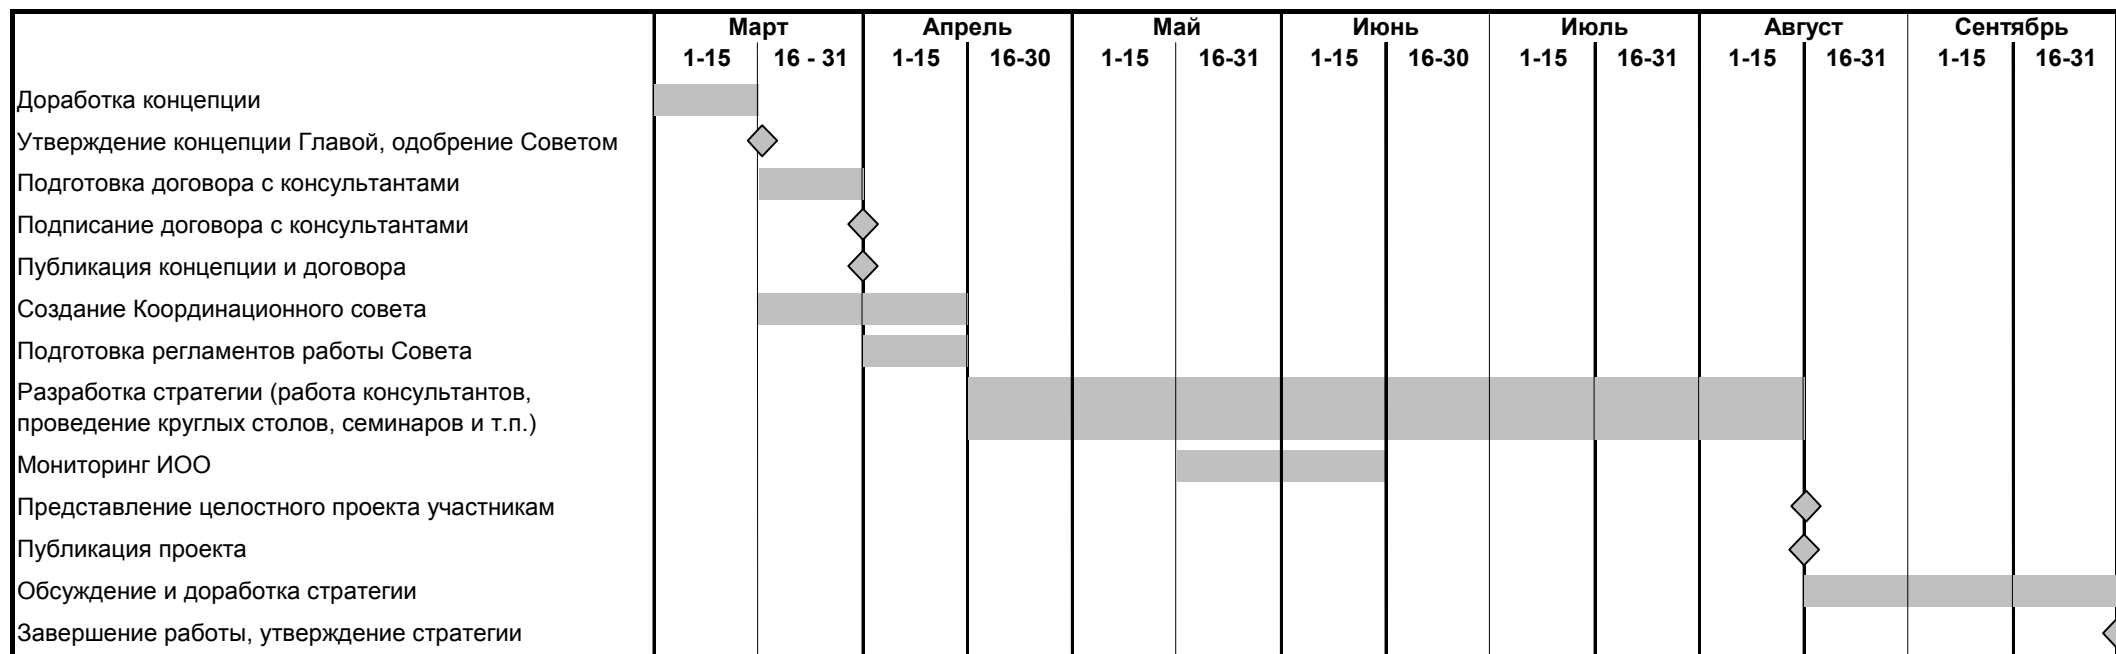 Март Апрель Май Июнь Июль Август Сентябрь
1-15 16 - 31 1-15 16-30 1-15 16-31 1-15 16-30 1-15 16-31 1-15 16-31 1-15 16-31
Доработка концепции
Утверждение концепции Главой, одобрение Советом
Подготовка договора с консультантами
Подписание договора с консультантами
Публикация концепции и договора
Создание Координационного совета
Подготовка регламентов работы Совета
Разработка стратегии (работа консультантов,
проведение круглых столов, семинаров и т.п.)
Мониторинг ИОО
Представление целостного проекта участникам
Публикация проекта
Обсуждение и доработка стратегии
Завершение работы, утверждение стратегии